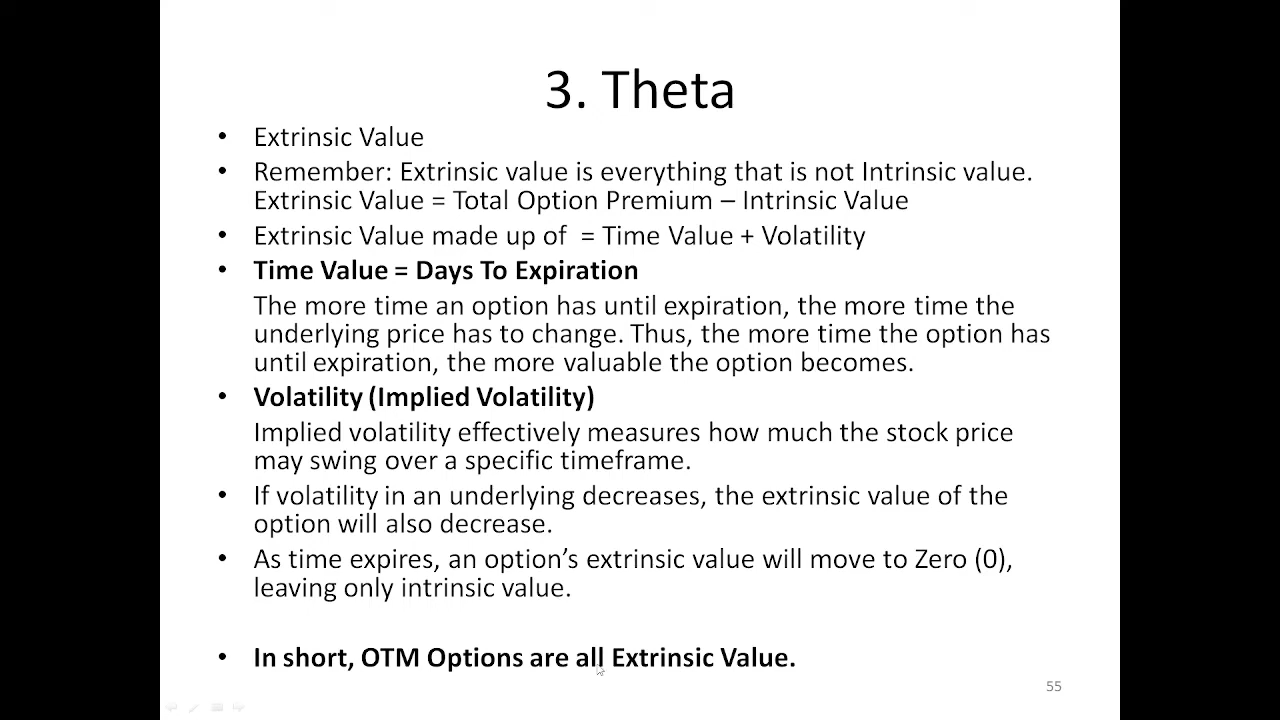 3. Theta
• Extrinsic Value
• Remember: Extrinsic value is everything that is not Intrinsic value.
Extrinsic Value = Total Option Premium – Intrinsic Value
• Extrinsic Value made up of  = Time Value + Volatility
• Time Value = Days To Expiration
The more time an option has until expiration, the more time the
underlying price has to change. Thus, the more time the option has
until expiration, the more valuable the option becomes.
• Volatility (Implied Volatility)
Implied volatility effectively measures how much the stock price
may swing over a specific timeframe.
• If volatility in an underlying decreases, the extrinsic value of the
option will also decrease.
• As time expires, an option’s extrinsic value will move to Zero (0),
leaving only intrinsic value.
• In short, OTM Options are all Extrinsic Value.
55